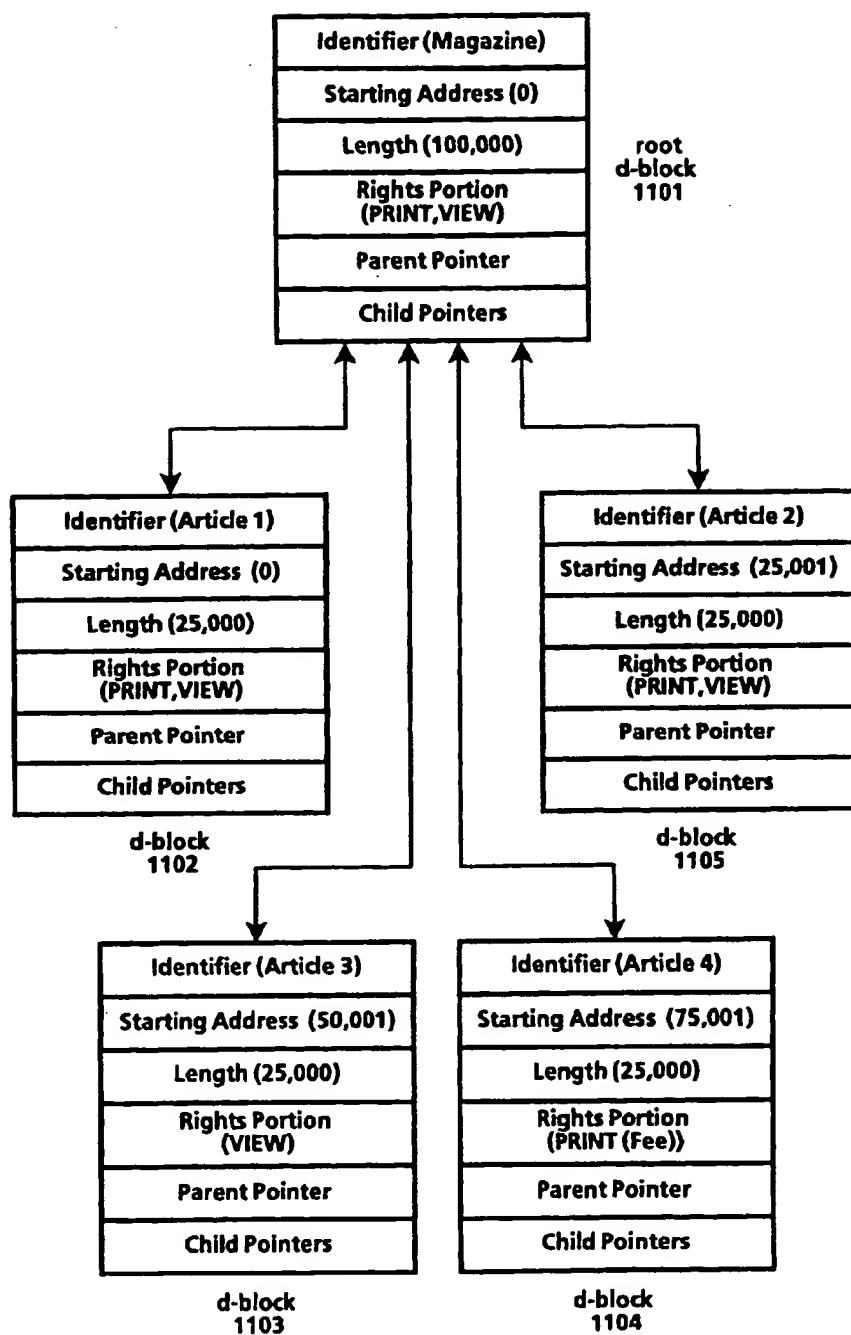 Identifier (Magazine)
Starting Address (0)
Length (100,000)
Rights Portion
(PRINT,VIEW)
Parent Pointer
Child Pointers
root
d-block
1101
Identifier (Article 1)
Starting Address (0)
Length (25,000)
Rights Portion
(PRINT,VIEW)
Parent Pointer
Child Pointers
d-block
1102
Identifier (Article 2)
Starting Address (25,001)
Length (25,000)
Rights Portion
(PRINT,VIEW)
Parent Pointer
Child Pointers
d-block
1105
Identifier (Article 3)
Starting Address (50,001)
Length (25,000)
Rights Portion
(VIEW)
Parent Pointer
Child Pointers
d-block
1103
Identifier (Article 4)
Starting Address (75,001)
Length (25,000)
Rights Portion
(PRINT (Fee))
Parent Pointer
Child Pointers
d-block
1104